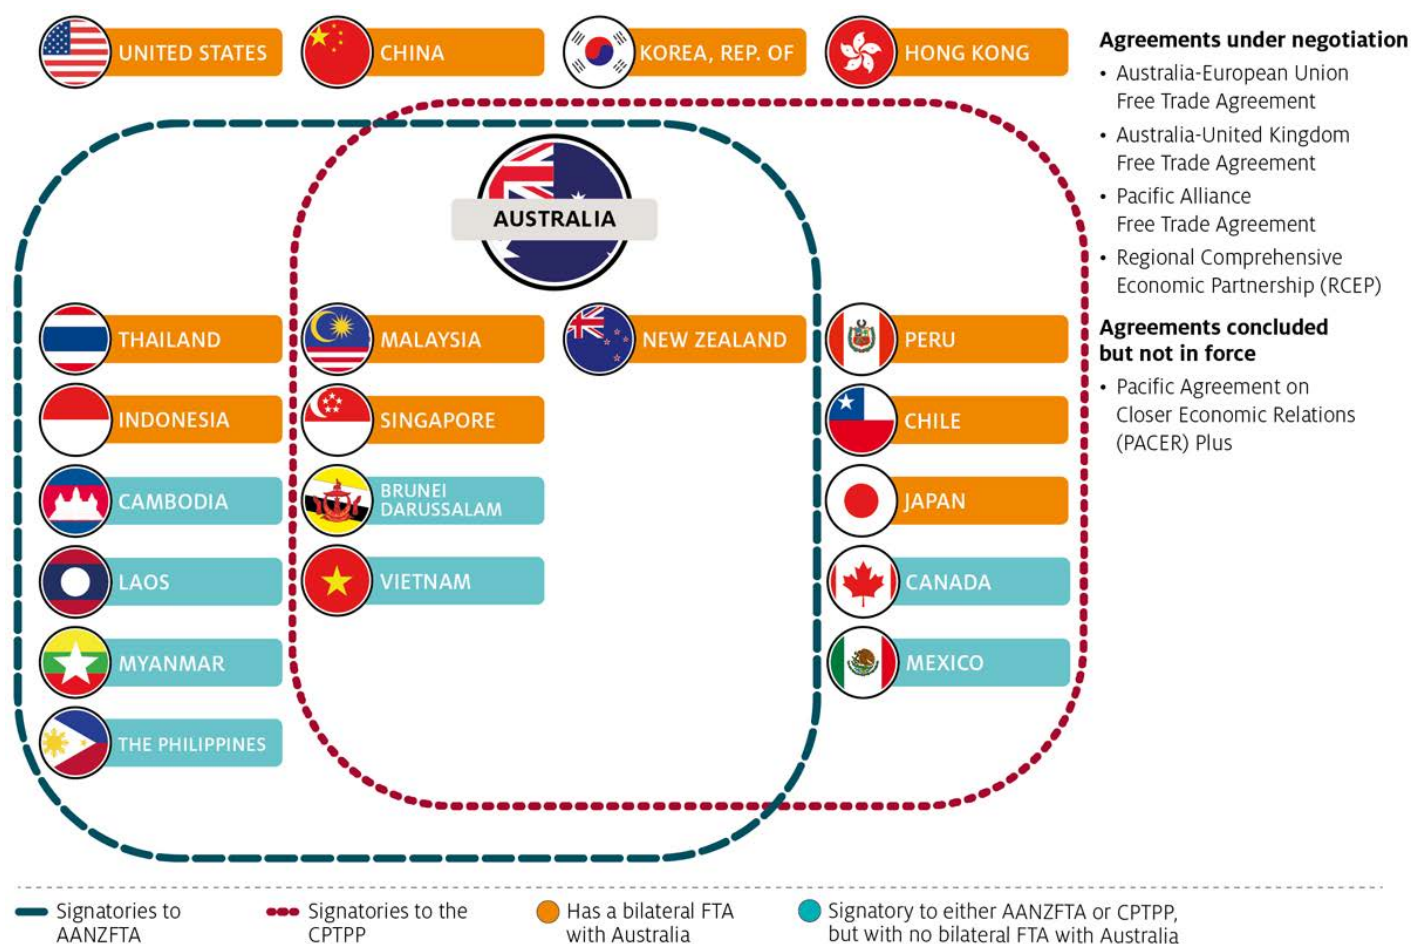 UNITED STATES
CHINA
KOREA, REP. OF
HONG KONG
AUSTRALIA
THAILAND
MALAYSIA
NEW ZEALAND
PERU
INDONESIA
SINGAPORE
CHILE
CAMBODIA
BRUNEI
DARUSSALAM
JAPAN
LAOS
VIETNAM
CANADA
MYANMAR
MEXICO
THE PHILIPPINES
Agreements under negotiation
• Australia-European Union
Free Trade Agreement
• Australia-United Kingdom
Free Trade Agreement
• Pacific Alliance
Free Trade Agreement
• Regional Comprehensive
Economic Partnership (RCEP)
Agreements concluded
but not in force
• Pacific Agreement on
Closer Economic Relations
(PACER) Plus
Signatories to
AANZFTA
Signatories to the
CPTPP
Has a bilateral FTA
with Australia
Signatory to either AANZFTA or CPTPP,
but with no bilateral FTA with Australia